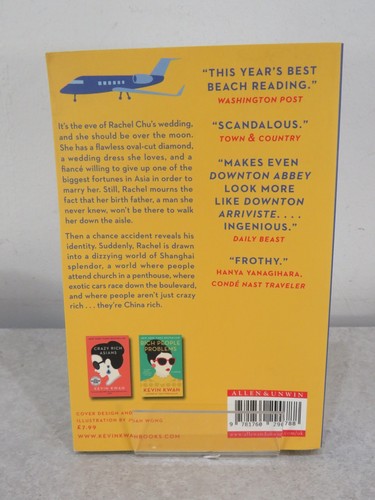 It's the eve of Rachel Chu's wedding,
and she should be over the moon.
She has a flawless oval-cut diamond,
a wedding dress she loves, and a
fiancé willing to give up one of the
biggest fortunes in Asia in order to
marry her. Still, Rachel mourns the
fact that her birth father, a man she
never knew, won't be there to walk
her down the aisle.
Then a chance accident reveals his
identity. Suddenly, Rachel is drawn
into a dizzying world of Shanghai
splendor, a world where people
attend church in a penthouse, where
exotic cars race down the boulevard,
and where people aren't just crazy
rich . . . they're China rich.
"THIS YEAR'S BEST
BEACH READING."
WASHINGTON POST
"SCANDALOUS."
TOWN & COUNTRY
"MAKES EVEN
DOWNTON ABBEY
LOOK MORE
LIKE DOWNTON
ARRIVISTE. . . .
INGENIOUS."
DAILY BEAST
"FROTHY."
HANYA YANAGIHARA,
CONDÉ NAST TRAVELER
CRAZY RICH
ASIANS
KEVIN KWAN
RICH PEOPLE
PROBLEMS
KEVIN KWAN
COVER DESIGN AND
ILLUSTRATION BY JOAN WONG
£7.99
WWW.KEVINKWANBOOKS.COM
ALLEN & UNWIN